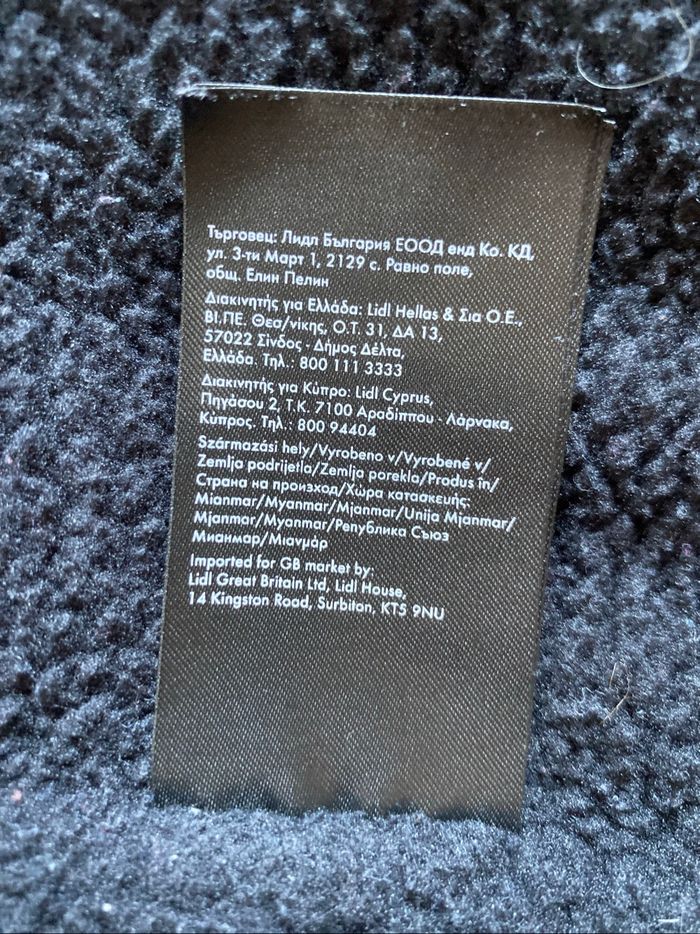 Търговец: Лидл България ЕООД енд Ко. КД,
ул. 3-ти Март 1, 2129 с. Равно поле,
общ. Елин Пелин
Διακινητής για Ελλάδα: Lidl Hellas & Σια Ο.Ε.,
ΒΙ.ΠΕ. Θεσ/νίκης, Ο.Τ. 31, ΔΑ 13,
57022 Σίνδος - Δήμος Δέλτα,
Ελλάδα. Τηλ.: 800 111 3333
Διακινητής για Κύπρο: Lidl Cyprus,
Πηγάσου 2, Τ.Κ. 7100 Αραδίππου - Λάρνακα,
Κύπρος. Τηλ.: 800 94404
Származási hely/Vyrobeno v/Vyrobené v/
Zemlja podrijetla/Zemlja porekla/Produs în/
Страна на произход/Χώρα κατασκευής:
Mianmar/Myanmar/Mjanmar/Unija Mjanmar/
Mjanmar/Myanmar/Република Съюз
Мианмар/Μιανμάρ
Imported for GB market by:
Lidl Great Britain Ltd, Lidl House,
14 Kingston Road, Surbiton, KT5 9NU